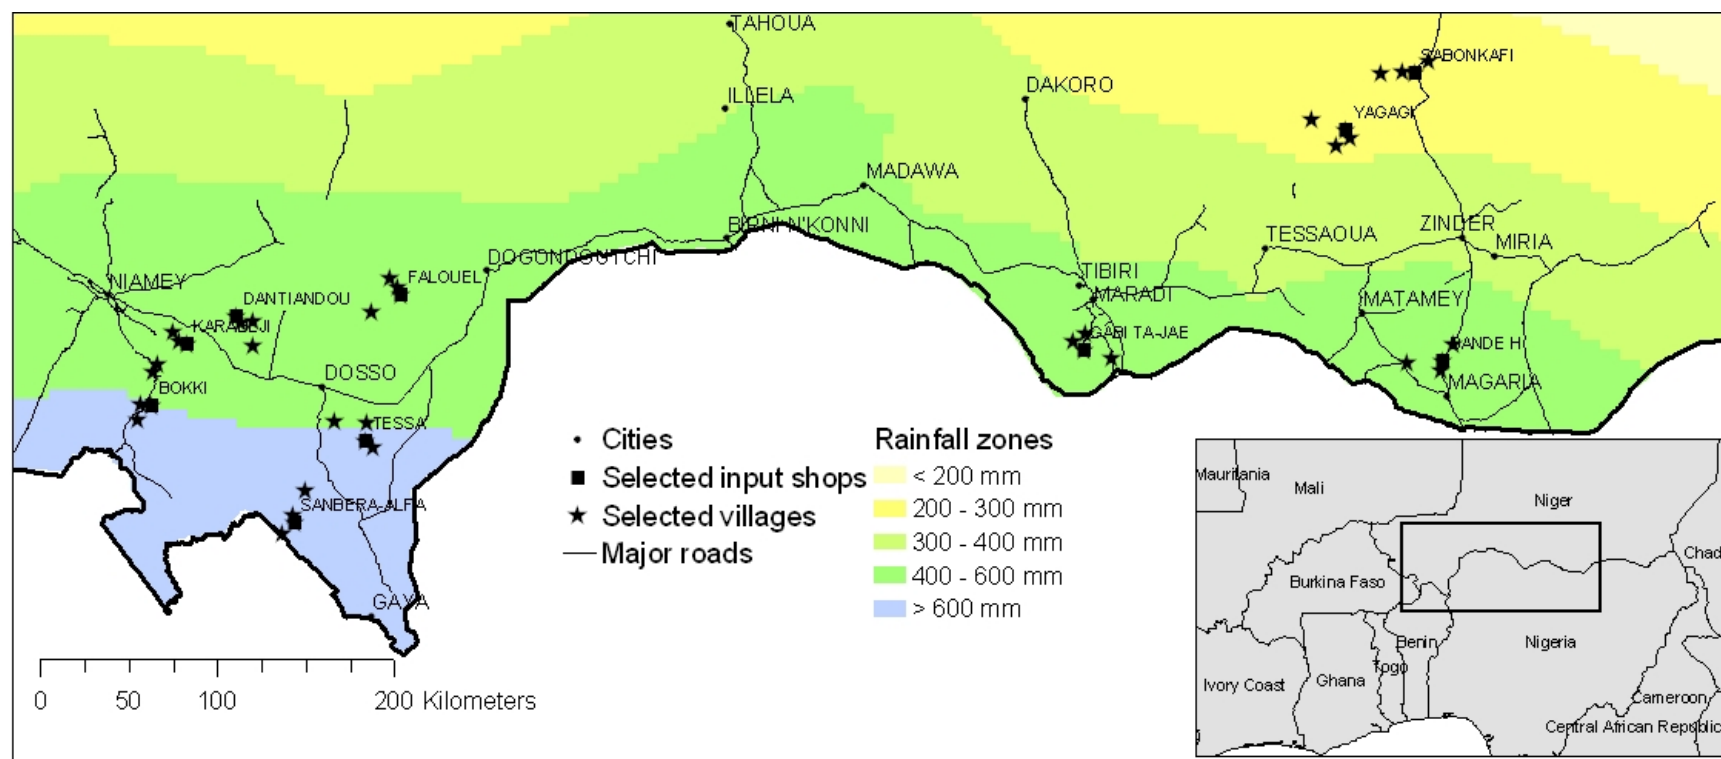 TAHOUA
SABONKAFI
DAKORO
ILLELA
YAGAGI
MADAWA
BIRNI N'KONNI
ZINDER
TESSAOUA
MIRIA
DOGONDOUTCHI
FALOUEL
TIBIRI
NIAMEY
DANTIANDOU
MARADI
MATAMEY
KARABEJI
GABI TA-JAE
BANDE H
DOSSO
BOKKI
MAGARIA
TESSA
SANBERA-ALFA
GAYA
Cities
Selected input shops
Selected villages
Major roads
Rainfall zones
< 200 mm
200 - 300 mm
300 - 400 mm
400 - 600 mm
> 600 mm
0 50 100 200 Kilometers
Mauritania
Mali
Niger
Chad
Burkina Faso
Benin
Nigeria
Togo
Ghana
Ivory Coast
Cameroon
Central African Republic